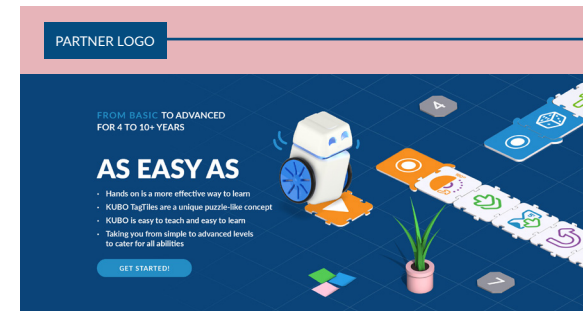 PARTNER LOGO
FROM BASIC TO ADVANCED
FOR 4 TO 10+ YEARS
AS EASY AS
• Hands on is a more effective way to learn
• KUBO TagTiles are a unique puzzle-like concept
• KUBO is easy to teach and easy to learn
• Taking you from simple to advanced levels
to cater for all abilities
GET STARTED!
4
7